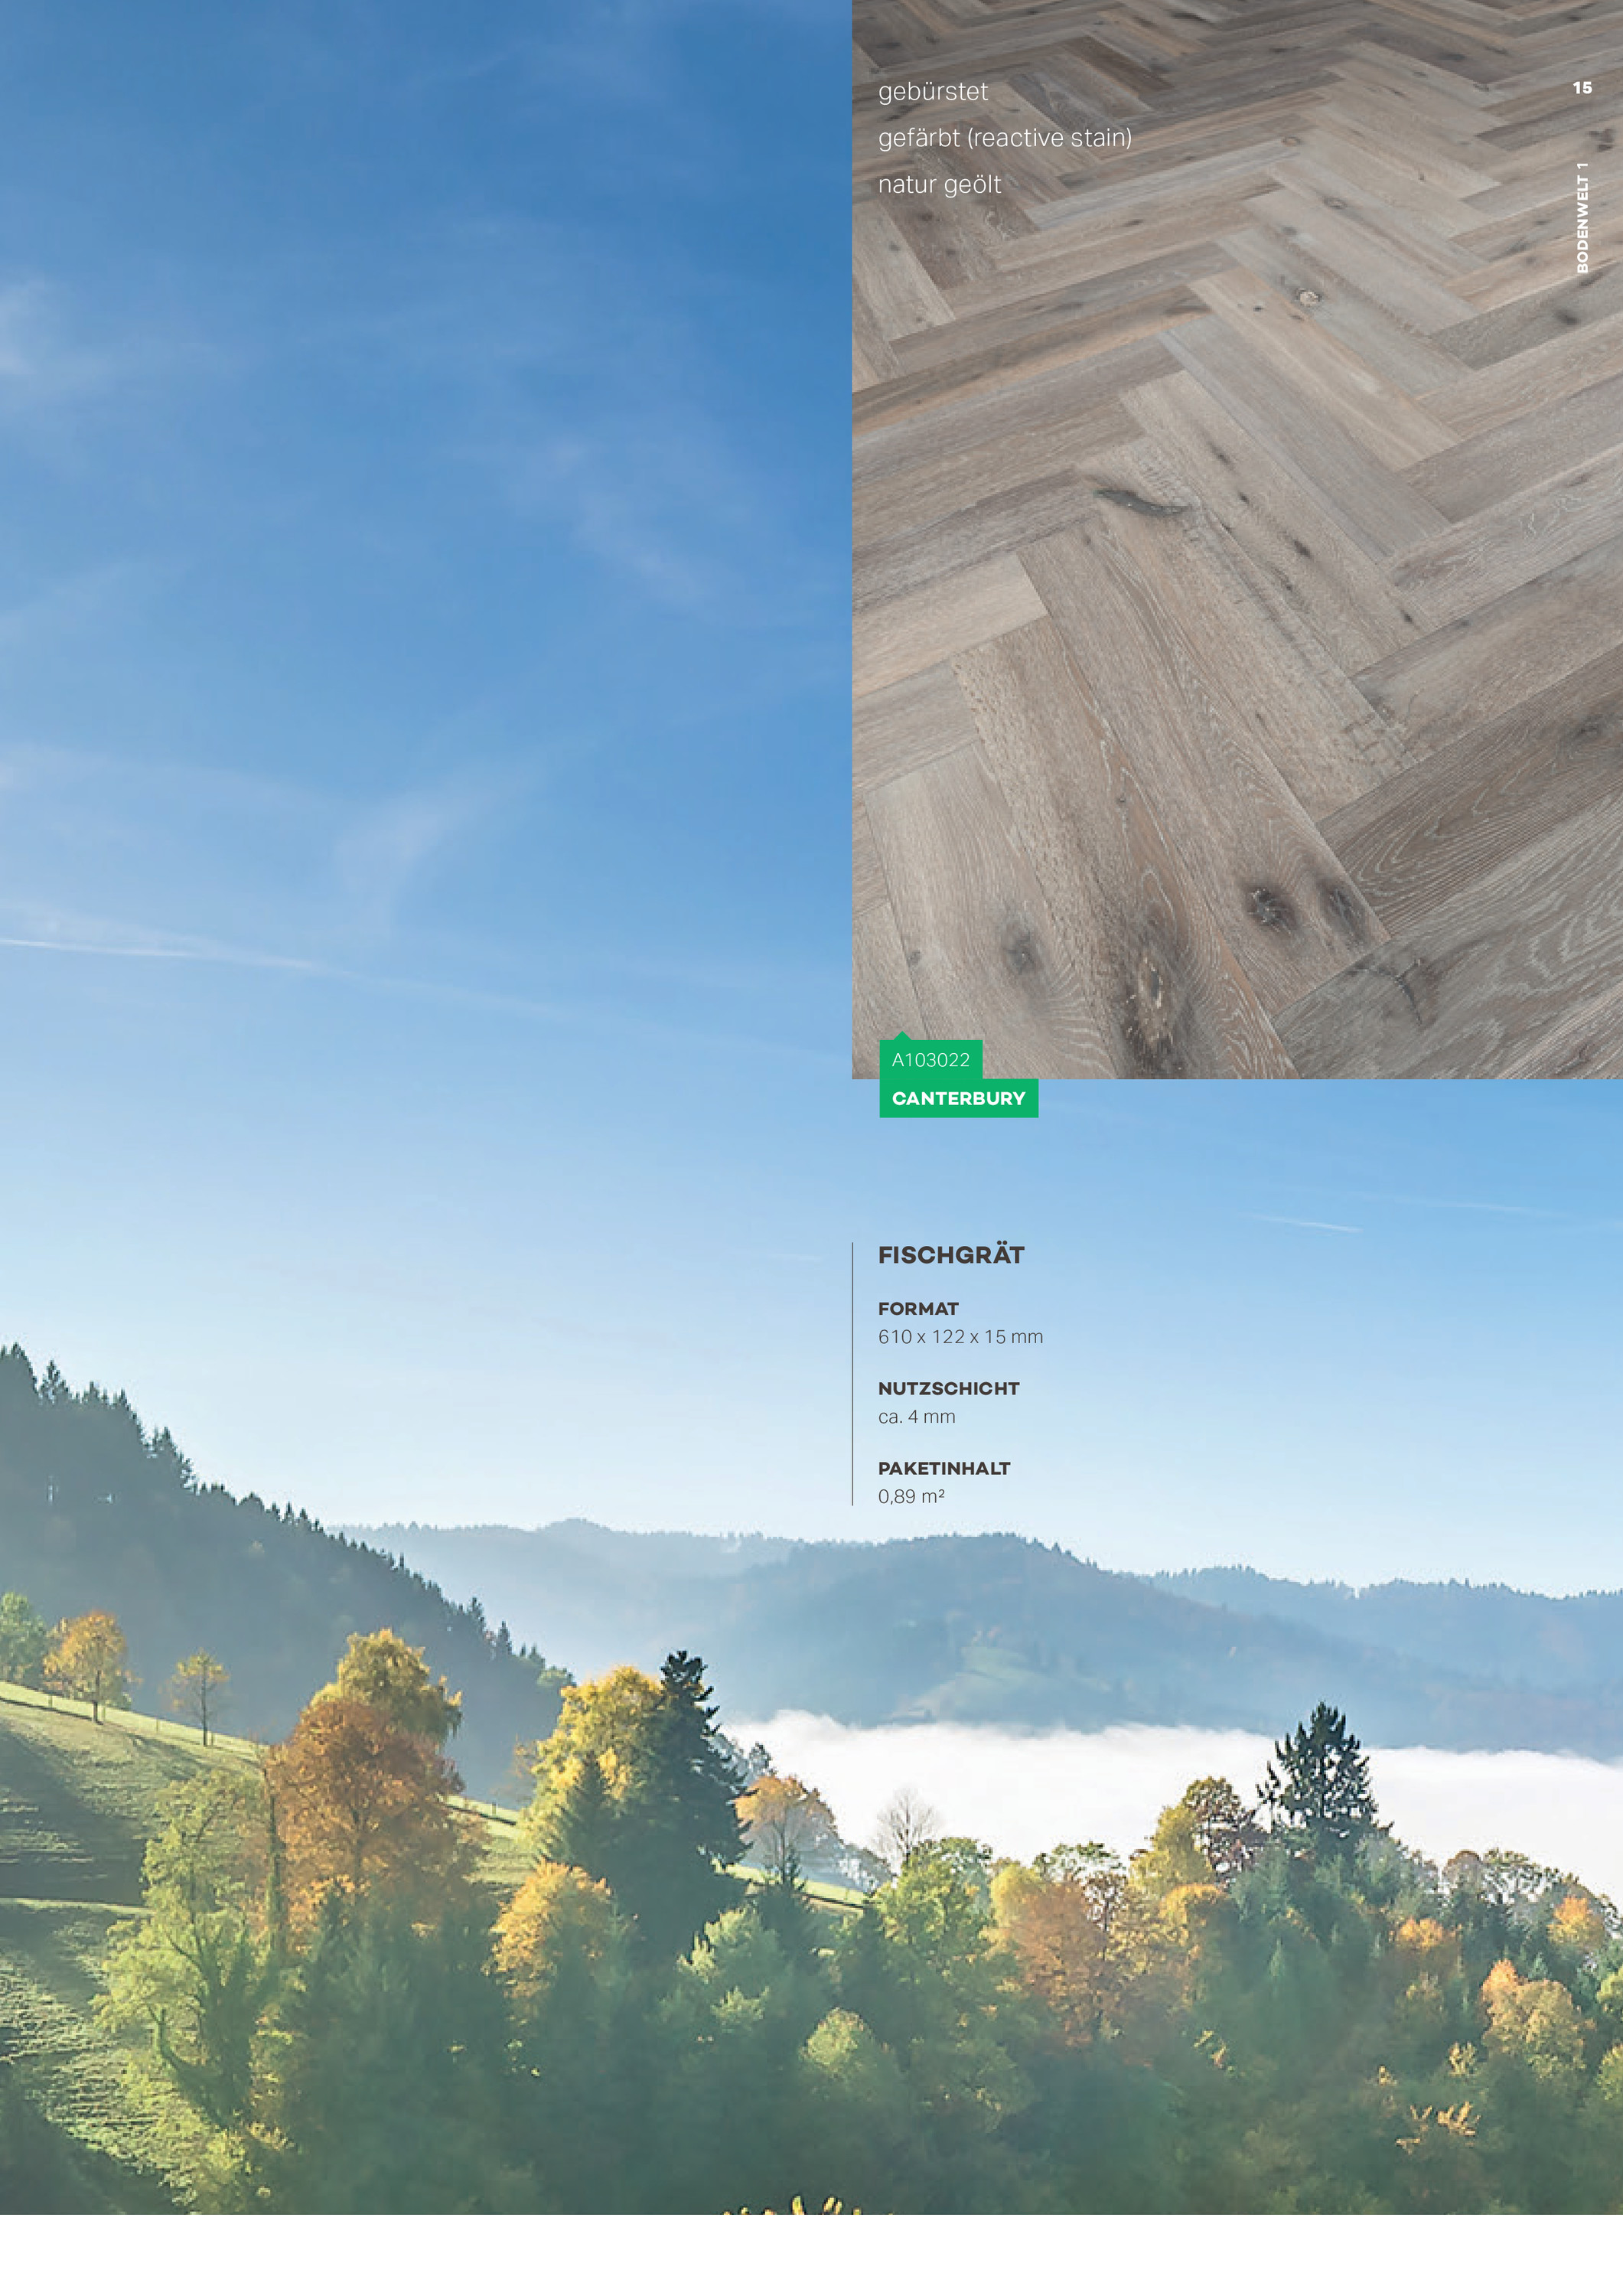 gebürstet
gefärbt (reactive stain)
natur geölt
15
BODENWELT 1
A103022
CANTERBURY
FISCHGRÄT
FORMAT
610 x 122 x 15 mm
NUTZSCHICHT
ca. 4 mm
PAKETINHALT
0,89 m²